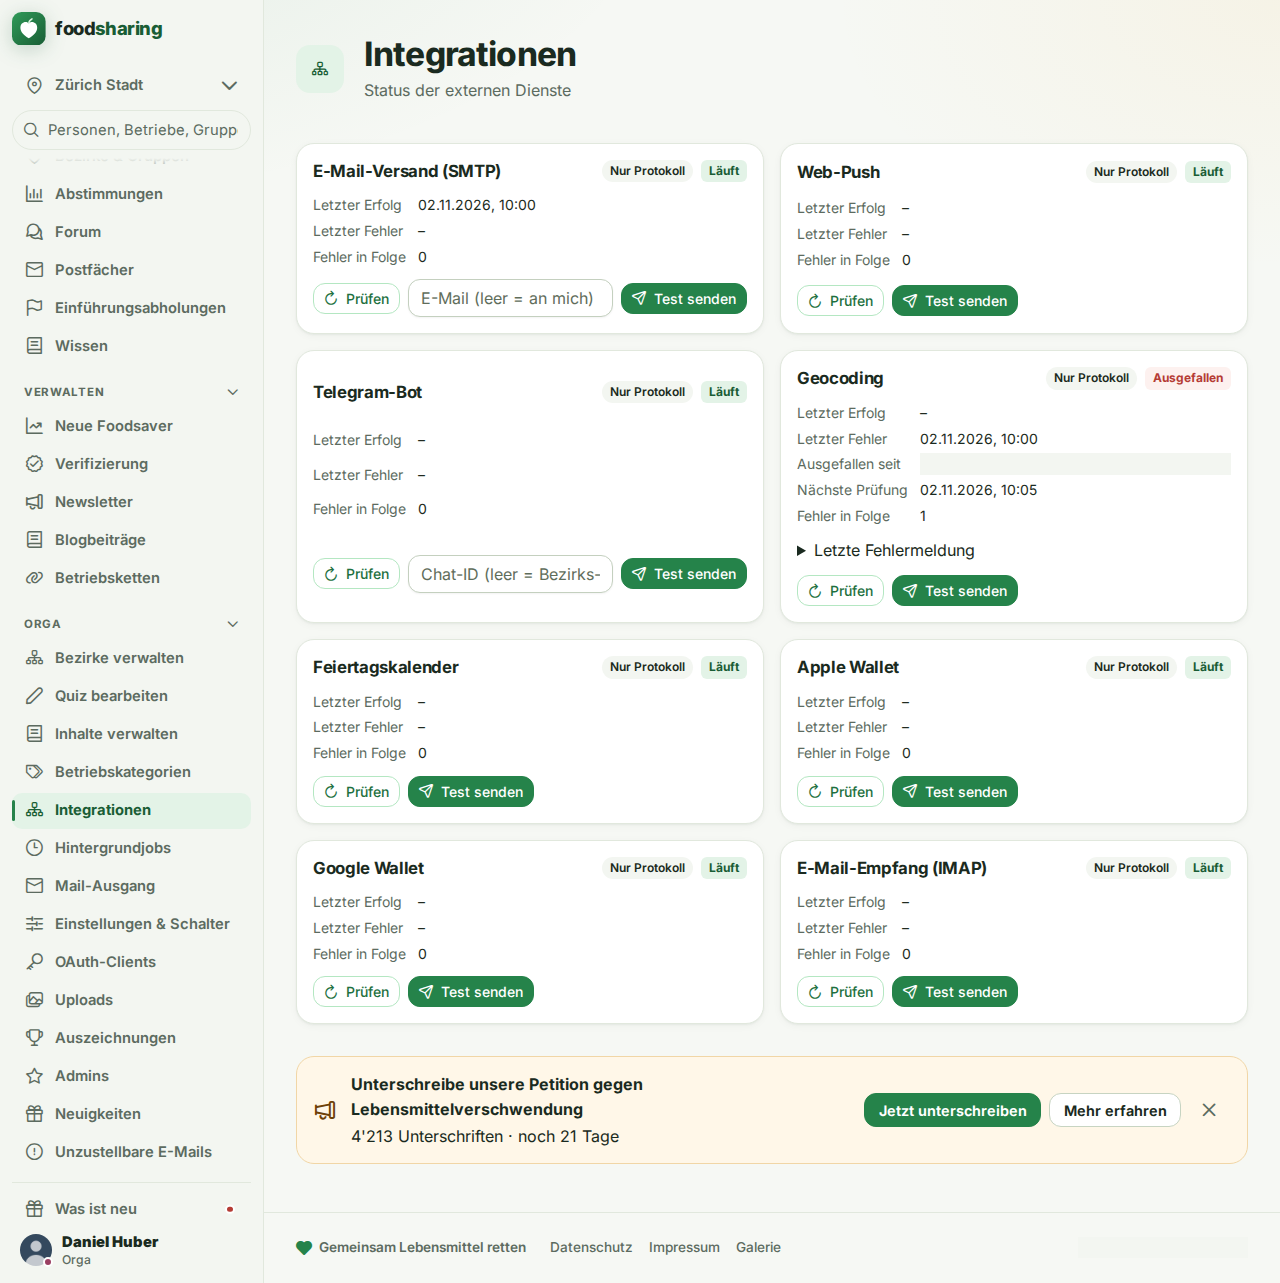 foodsharing
Zürich Stadt
Personen, Betriebe, Grupp
Abstimmungen
Forum
Postfächer
Einführungsabholungen
Wissen
VERWALTEN
Neue Foodsaver
Verifizierung
Newsletter
Blogbeiträge
Betriebsketten
ORGA
Bezirke verwalten
Quiz bearbeiten
Inhalte verwalten
Betriebskategorien
Integrationen
Hintergrundjobs
Mail-Ausgang
Einstellungen & Schalter
OAuth-Clients
Uploads
Auszeichnungen
Admins
Neuigkeiten
Unzustellbare E-Mails
Was ist neu
Daniel Huber
Orga
Integrationen
Status der externen Dienste
E-Mail-Versand (SMTP) Nur Protokoll Läuft
Letzter Erfolg 02.11.2026, 10:00
Letzter Fehler –
Fehler in Folge 0
Prüfen E-Mail (leer = an mich) Test senden
Web-Push Nur Protokoll Läuft
Letzter Erfolg –
Letzter Fehler –
Fehler in Folge 0
Prüfen Test senden
Telegram-Bot Nur Protokoll Läuft
Letzter Erfolg –
Letzter Fehler –
Fehler in Folge 0
Prüfen Chat-ID (leer = Bezirks- Test senden
Geocoding Nur Protokoll Ausgefallen
Letzter Erfolg –
Letzter Fehler 02.11.2026, 10:00
Ausgefallen seit
Nächste Prüfung 02.11.2026, 10:05
Fehler in Folge 1
Letzte Fehlermeldung
Prüfen Test senden
Feiertagskalender Nur Protokoll Läuft
Letzter Erfolg –
Letzter Fehler –
Fehler in Folge 0
Prüfen Test senden
Apple Wallet Nur Protokoll Läuft
Letzter Erfolg –
Letzter Fehler –
Fehler in Folge 0
Prüfen Test senden
Google Wallet Nur Protokoll Läuft
Letzter Erfolg –
Letzter Fehler –
Fehler in Folge 0
Prüfen Test senden
E-Mail-Empfang (IMAP) Nur Protokoll Läuft
Letzter Erfolg –
Letzter Fehler –
Fehler in Folge 0
Prüfen Test senden
Unterschreibe unsere Petition gegen
Lebensmittelverschwendung
4'213 Unterschriften · noch 21 Tage
Jetzt unterschreiben Mehr erfahren
Gemeinsam Lebensmittel retten Datenschutz Impressum Galerie